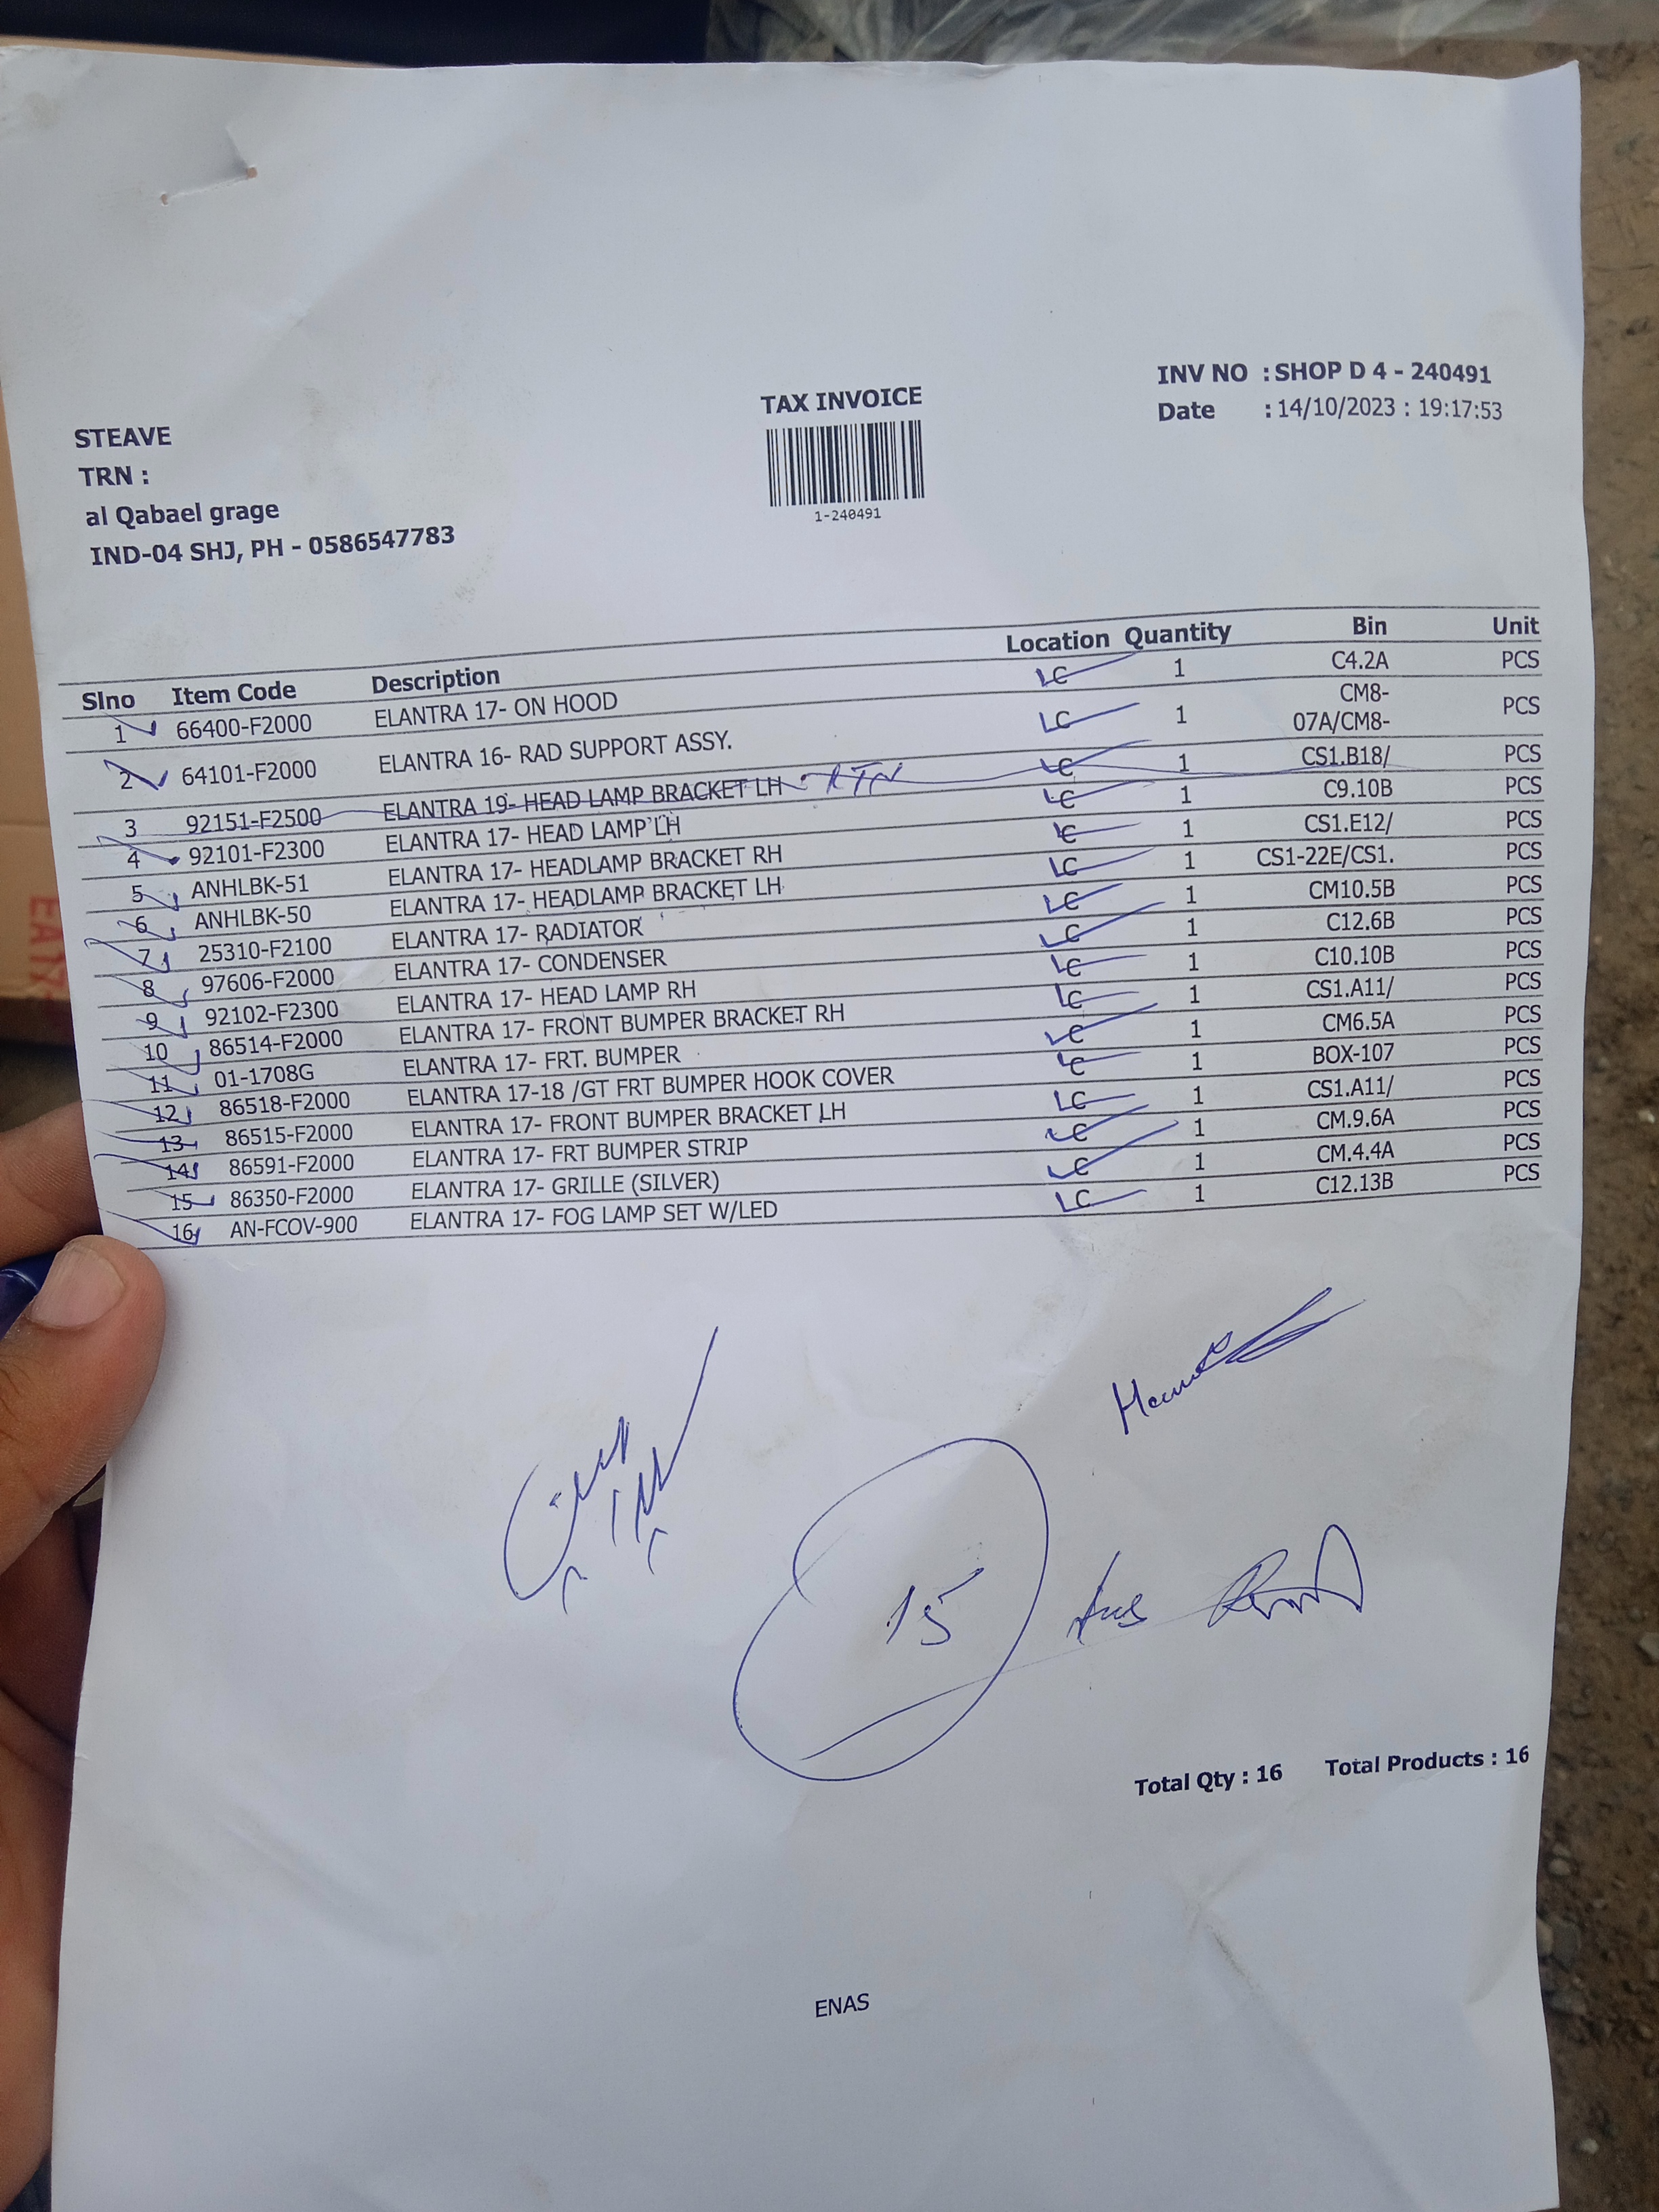 TAX INVOICE
INV NO : SHOP D 4 - 240491
Date : 14/10/2023 : 19:17:53
1-240491
STEAVE
TRN :
al Qabael grage
IND-04 SHJ, PH - 0586547783
Slno Item Code Description Location Quantity Bin Unit
1 66400-F2000 ELANTRA 17- ON HOOD LC 1 C4.2A PCS
2 64101-F2000 ELANTRA 16- RAD SUPPORT ASSY. LC 1 CM8-07A/CM8- PCS
3 92151-F2500 ELANTRA 19- HEAD LAMP BRACKET LH RTN LC 1 CS1.B18/ PCS
4 92101-F2300 ELANTRA 17- HEAD LAMP LH LC 1 C9.10B PCS
5 ANHLBK-51 ELANTRA 17- HEADLAMP BRACKET RH LC 1 CS1.E12/ PCS
6 ANHLBK-50 ELANTRA 17- HEADLAMP BRACKET LH LC 1 CS1-22E/CS1. PCS
7 25310-F2100 ELANTRA 17- RADIATOR LC 1 CM10.5B PCS
8 97606-F2000 ELANTRA 17- CONDENSER LC 1 C12.6B PCS
9 92102-F2300 ELANTRA 17- HEAD LAMP RH LC 1 C10.10B PCS
10 86514-F2000 ELANTRA 17- FRONT BUMPER BRACKET RH LC 1 CS1.A11/ PCS
11 01-1708G ELANTRA 17- FRT. BUMPER LC 1 CM6.5A PCS
12 86518-F2000 ELANTRA 17-18 /GT FRT BUMPER HOOK COVER LC 1 BOX-107 PCS
13 86515-F2000 ELANTRA 17- FRONT BUMPER BRACKET LH LC 1 CS1.A11/ PCS
14 86591-F2000 ELANTRA 17- FRT BUMPER STRIP LC 1 CM.9.6A PCS
15 86350-F2000 ELANTRA 17- GRILLE (SILVER) LC 1 CM.4.4A PCS
16 AN-FCOV-900 ELANTRA 17- FOG LAMP SET W/LED LC 1 C12.13B PCS
15
Total Qty : 16 Total Products : 16
ENAS